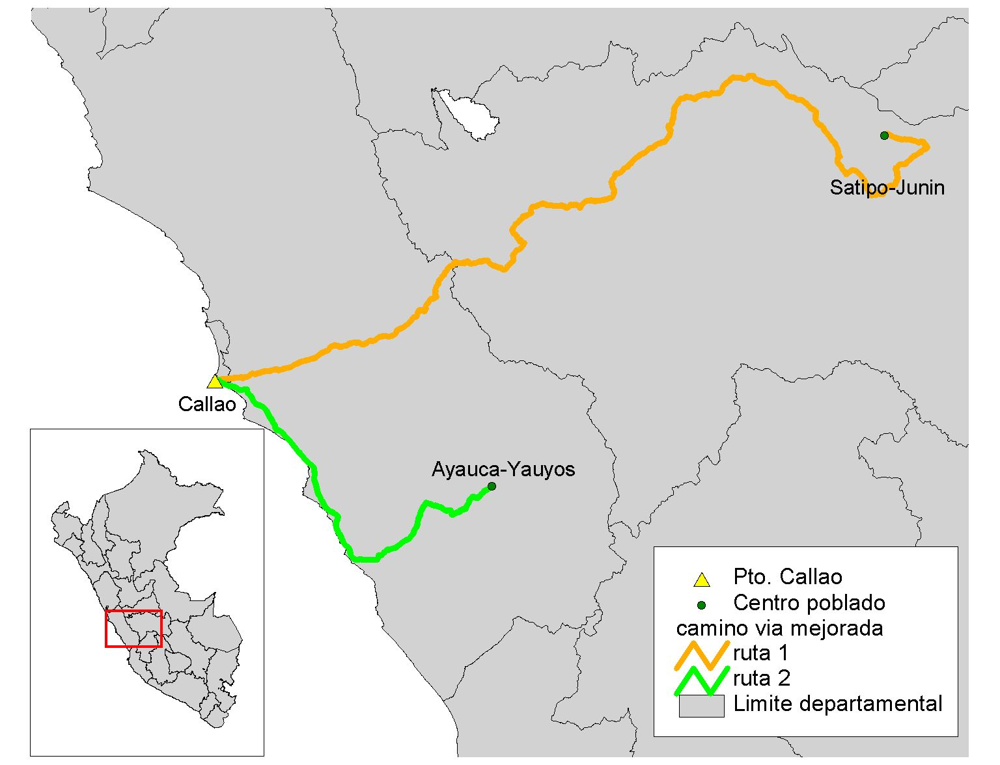 Satipo-Junin
Callao
Ayauca-Yauyos
Pto. Callao
Centro poblado
camino via mejorada
ruta 1
ruta 2
Limite departamental